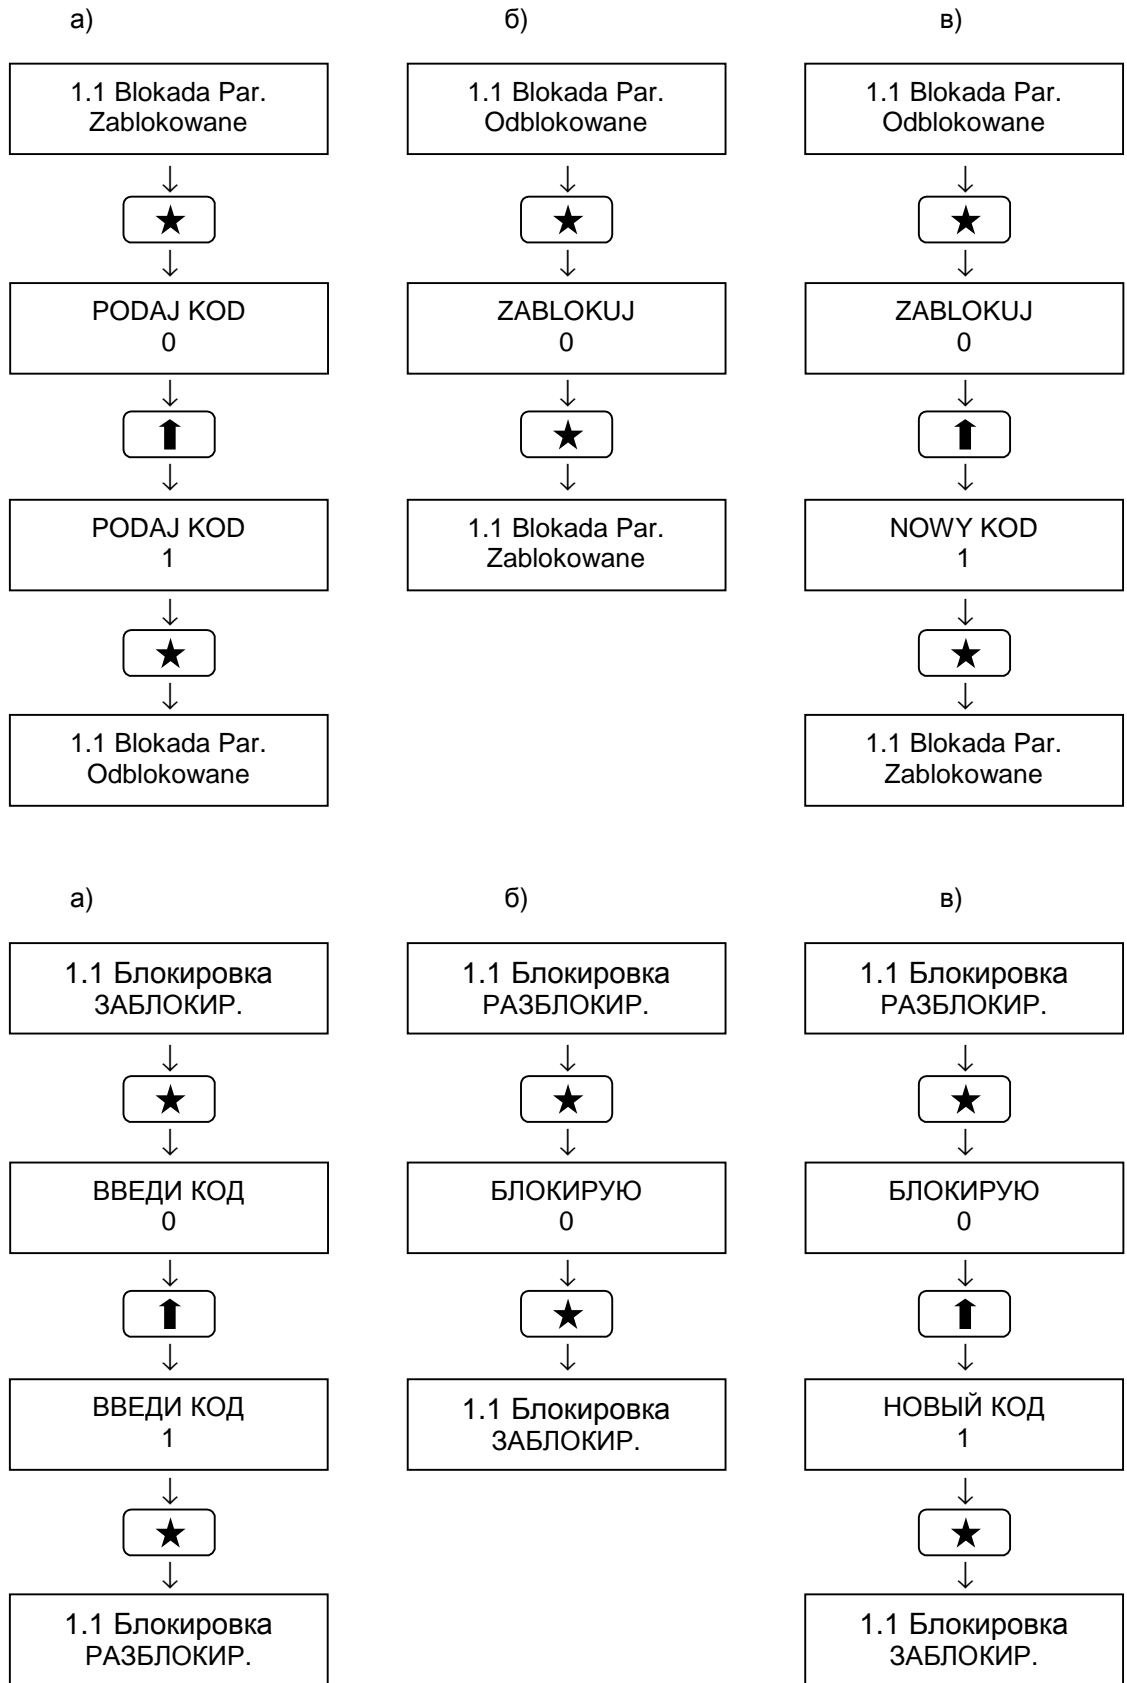 а)
б)
в)
1.1 Blokada Par.
Zablokowane
1.1 Blokada Par.
Odblokowane
1.1 Blokada Par.
Odblokowane
PODAJ KOD
0
ZABLOKUJ
0
ZABLOKUJ
0
PODAJ KOD
1
1.1 Blokada Par.
Zablokowane
NOWY KOD
1
1.1 Blokada Par.
Odblokowane
1.1 Blokada Par.
Zablokowane
а)
б)
в)
1.1 Блокировка
ЗАБЛОКИР.
1.1 Блокировка
РАЗБЛОКИР.
1.1 Блокировка
РАЗБЛОКИР.
ВВЕДИ КОД
0
БЛОКИРУЮ
0
БЛОКИРУЮ
0
ВВЕДИ КОД
1
1.1 Блокировка
ЗАБЛОКИР.
НОВЫЙ КОД
1
1.1 Блокировка
РАЗБЛОКИР.
1.1 Блокировка
ЗАБЛОКИР.